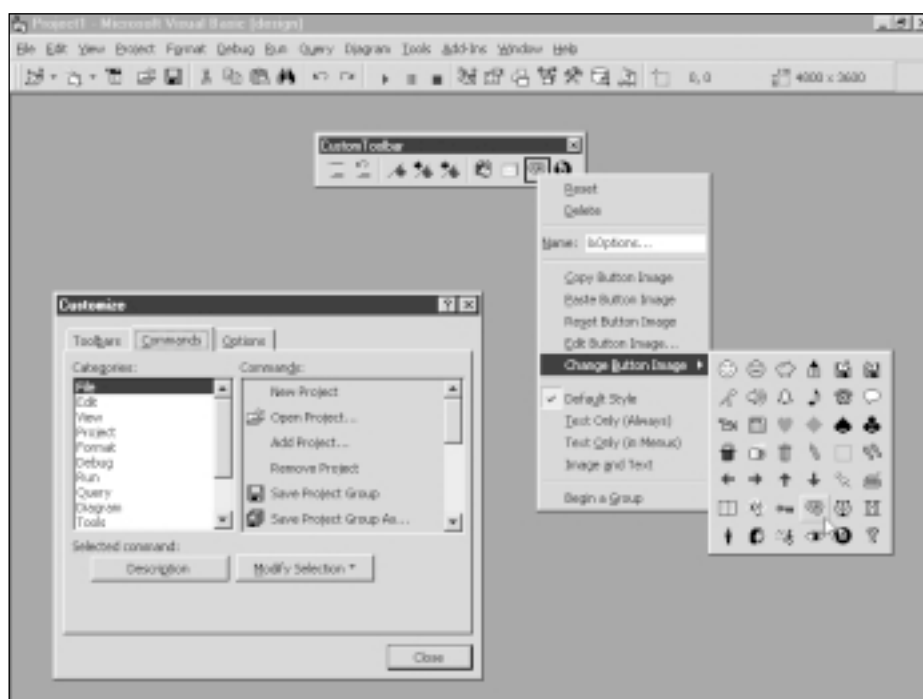 Project1 - Microsoft Visual Basic [design]
File Edit View Project Format Debug Run Query Diagram Tools Add-Ins Window Help
0, 0
4800 x 3600
CustomToolbar
Reset
Delete
Name: &Options...
Copy Button Image
Paste Button Image
Reset Button Image
Edit Button Image...
Change Button Image
Default Style
Text Only (Always)
Text Only (in Menus)
Image and Text
Begin a Group
Customize
Toolbars Commands Options
Categories:
File
Edit
View
Project
Format
Debug
Run
Query
Diagram
Tools
Commands:
New Project
Open Project...
Add Project...
Remove Project
Save Project Group
Save Project Group As...
Selected command:
Description
Modify Selection
Close